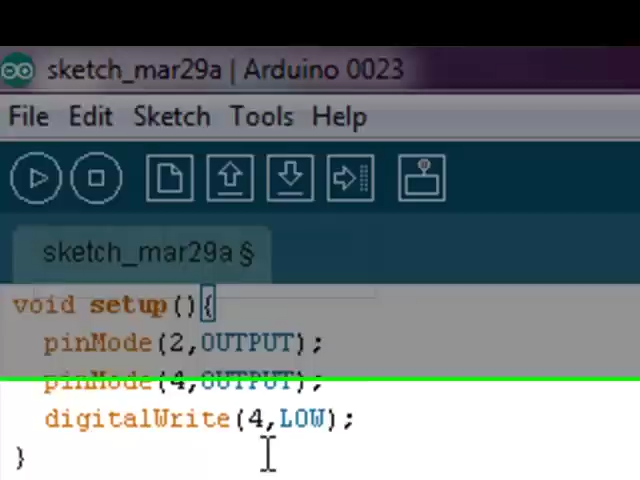 sketch_mar29a | Arduino 0023
File Edit Sketch Tools Help
sketch_mar29a §
void setup(){
pinMode(2,OUTPUT);
pinMode(4,OUTPUT);
digitalWrite(4,LOW);
}